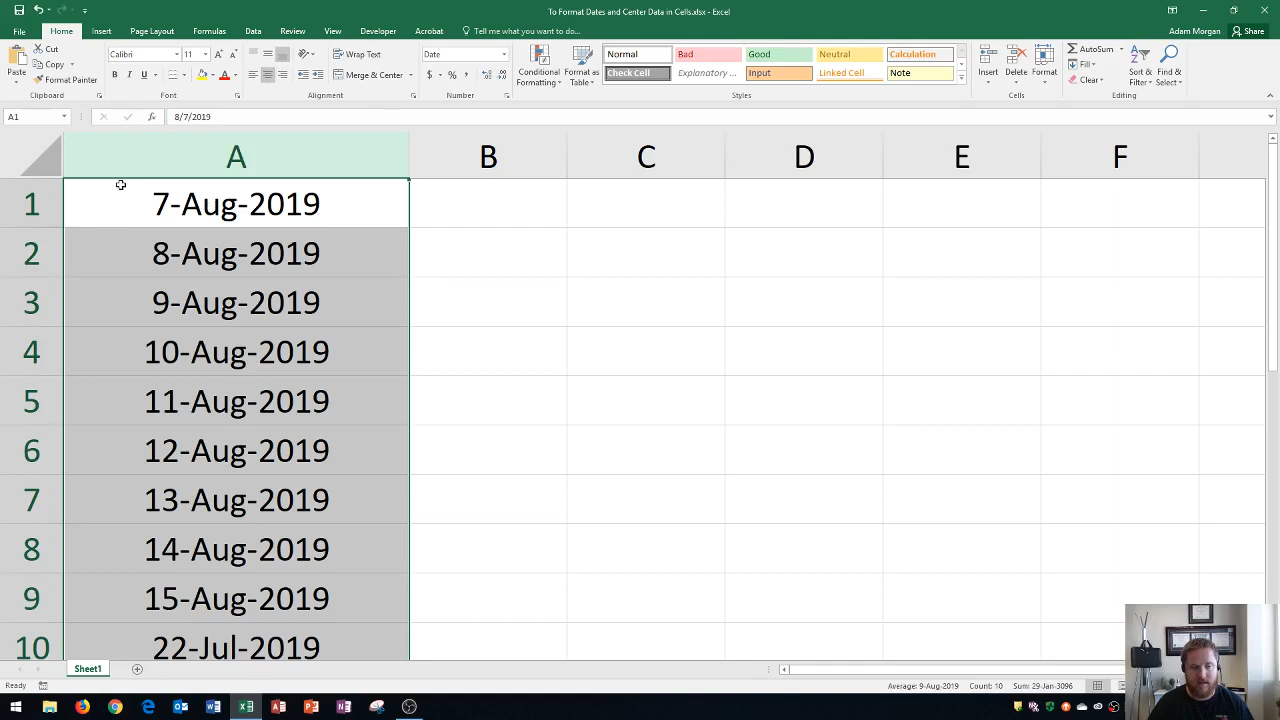 To Format Dates and Center Data in Cells.xlsx - Excel
Adam Morgan
Share
File
Home
Insert
Page Layout
Formulas
Data
Review
View
Developer
Acrobat
Tell me what you want to do...
Paste
Cut
Copy
Format Painter
Clipboard
Calibri
11
B
I
U
A
Font
Wrap Text
Merge & Center
Alignment
Date
$
%
,
Number
Conditional Formatting
Format as Table
Normal
Bad
Good
Neutral
Calculation
Check Cell
Explanatory ...
Input
Linked Cell
Note
Styles
Insert
Delete
Format
Cells
AutoSum
Fill
Clear
Sort & Filter
Find & Select
Editing
A1
fx
8/7/2019
A B C D E F
1 7-Aug-2019
2 8-Aug-2019
3 9-Aug-2019
4 10-Aug-2019
5 11-Aug-2019
6 12-Aug-2019
7 13-Aug-2019
8 14-Aug-2019
9 15-Aug-2019
10 22-Jul-2019
Sheet1
Ready
Average: 9-Aug-2019
Count: 10
Sum: 29-Jan-3096